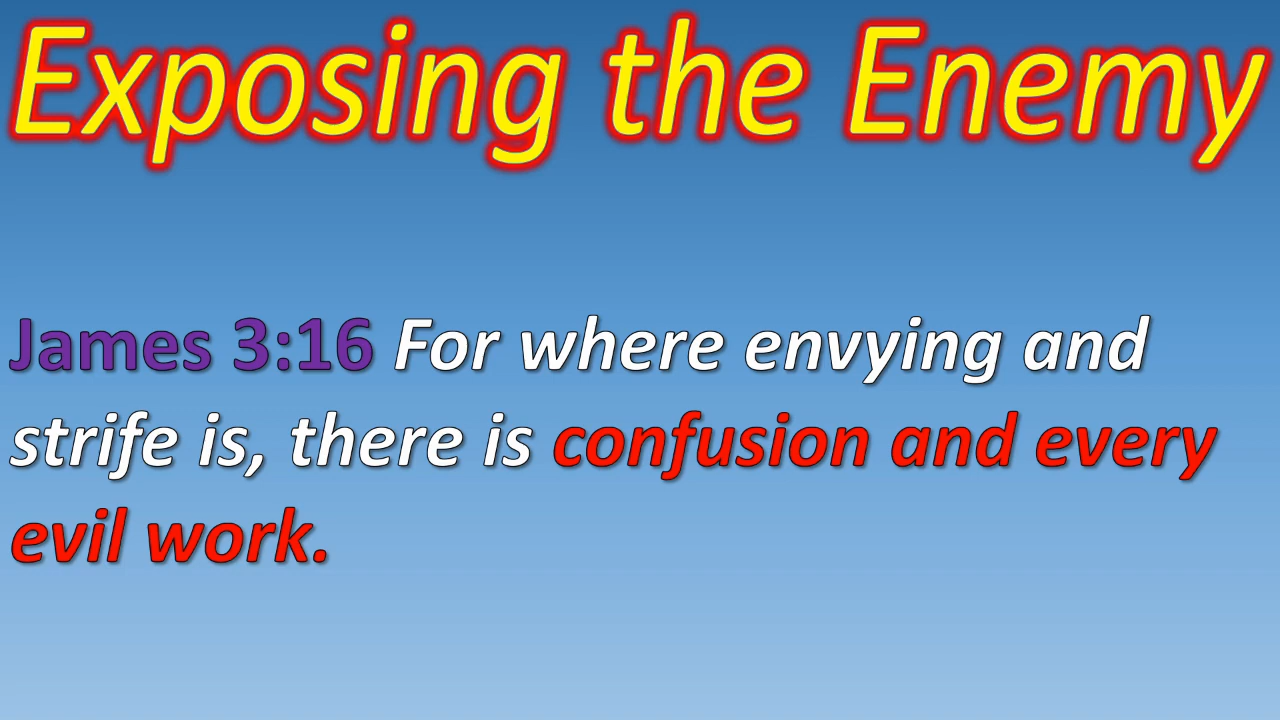 Exposing the Enemy
James 3:16 For where envying and
strife is, there is confusion and every
evil work.